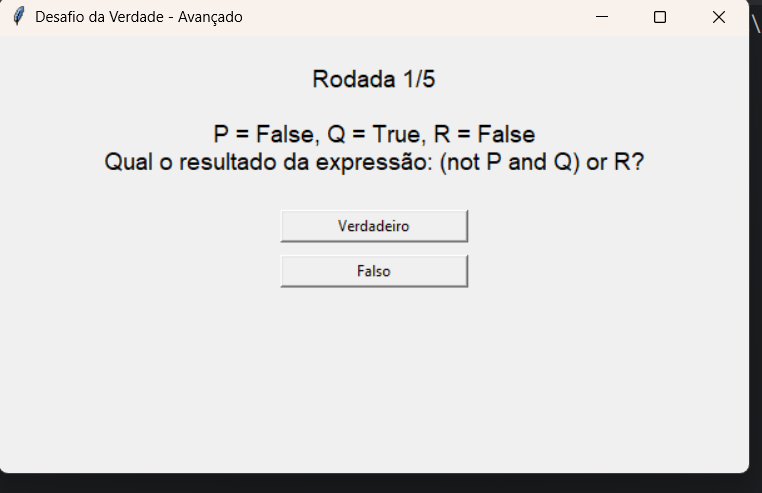 Desafio da Verdade - Avançado
Rodada 1/5
P = False, Q = True, R = False
Qual o resultado da expressão: (not P and Q) or R?
Verdadeiro
Falso